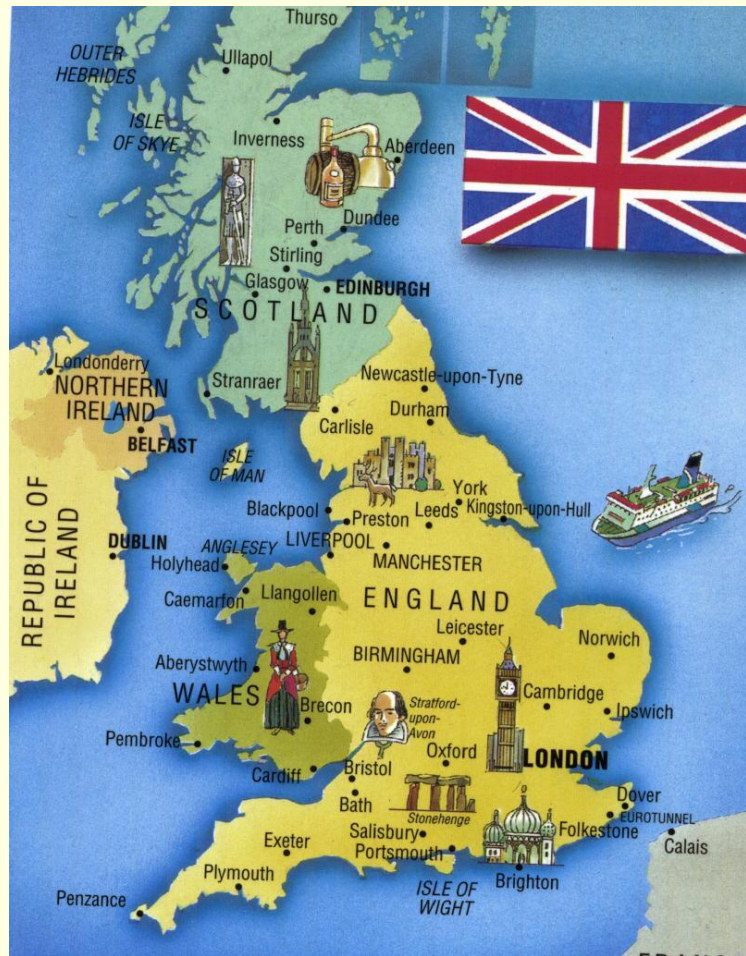 Thurso
OUTER
HEBRIDES
Ullapol
ISLE
OF SKYE
Inverness
Aberdeen
Perth
Dundee
Stirling
Glasgow
EDINBURGH
SCOTLAND
Londonderry
NORTHERN
IRELAND
BELFAST
Stranraer
Newcastle-upon-Tyne
Durham
Carlisle
ISLE
OF MAN
REPUBLIC OF
IRELAND
DUBLIN
Blackpool
Preston
York
Leeds
Kingston-upon-Hull
LIVERPOOL
MANCHESTER
ANGLESEY
Holyhead
Caemarfon
Llangollen
ENGLAND
Leicester
Norwich
Aberystwyth
BIRMINGHAM
WALES
Brecon
Stratford-
upon-
Avon
Cambridge
Ipswich
Pembroke
Cardiff
Bristol
Bath
Oxford
LONDON
Stonehenge
Dover
EUROTUNNEL
Folkestone
Calais
Salisbury
Portsmouth
Exeter
Plymouth
Brighton
ISLE OF
WIGHT
Penzance